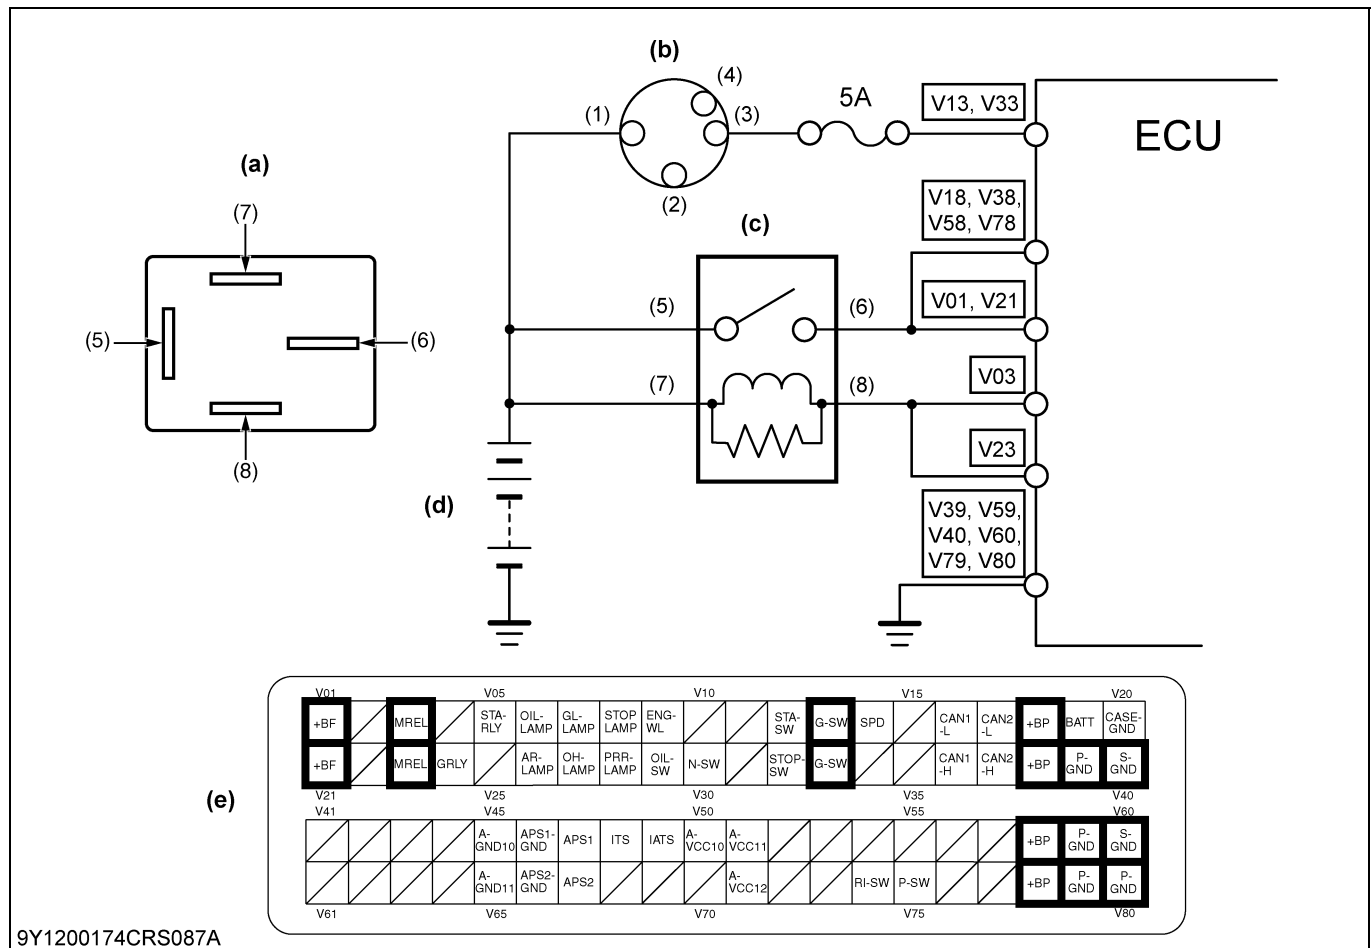 (b)
(4)
(1)
(3)
(2)
5A
V13, V33
ECU
(a)
(7)
(5)
(6)
(8)
V18, V38,
V58, V78
(c)
(5)
(6)
V01, V21
(7)
(8)
V03
V23
(d)
V39, V59,
V40, V60,
V79, V80
(e)
V01 V05 V10 V15 V20
+BF MREL STA-RLY OIL-LAMP GL-LAMP STOP LAMP ENG-WL STA-SW G-SW SPD CAN1-L CAN2-L +BP BATT CASE-GND
+BF MREL GRLY AR-LAMP OH-LAMP PRR-LAMP OIL-SW N-SW STOP-SW G-SW CAN1-H CAN2-H +BP P-GND S-GND
V21 V25 V30 V35 V40
V41 V45 V50 V55 V60
A-GND10 APS1-GND APS1 ITS IATS A-VCC10 A-VCC11 +BP P-GND S-GND
A-GND11 APS2-GND APS2 A-VCC12 RI-SW P-SW +BP P-GND P-GND
V61 V65 V70 V75 V80
9Y1200174CRS087A